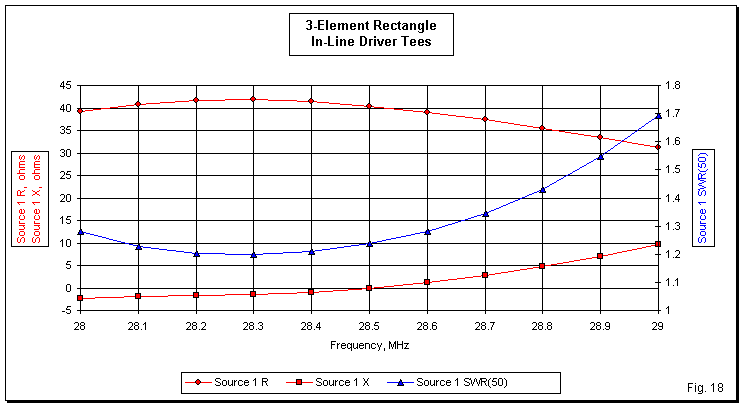 3-Element Rectangle
In-Line Driver Tees
45
40
35
30
25
20
15
10
5
0
-5
Source 1 R, ohms
Source 1 X, ohms
1.8
1.7
1.6
1.5
1.4
1.3
1.2
1.1
1
Source 1 SWR(50)
28 28.1 28.2 28.3 28.4 28.5 28.6 28.7 28.8 28.9 29
Frequency, MHz
Source 1 R Source 1 X Source 1 SWR(50)
Fig. 18